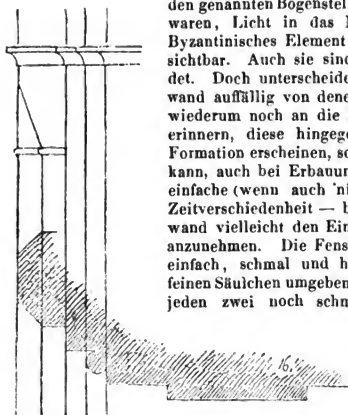 den genannten Bogenstel
waren, Licht in das
Byzantinisches Element
sichtbar. Auch sie sind
det. Doch unterscheide
wand auffällig von dene
wiederum noch an die
erinnern, diese hingege
Formation erscheinen, so
kann, auch bei Erbauun
einfache (wenn auch ni
Zeitverschiedenheit — b
wand vielleicht den Ein
anzunehmen. Die Fens
einfach, schmal und h
feinen Säulchen umgeben
jeden zwei noch schm
16.